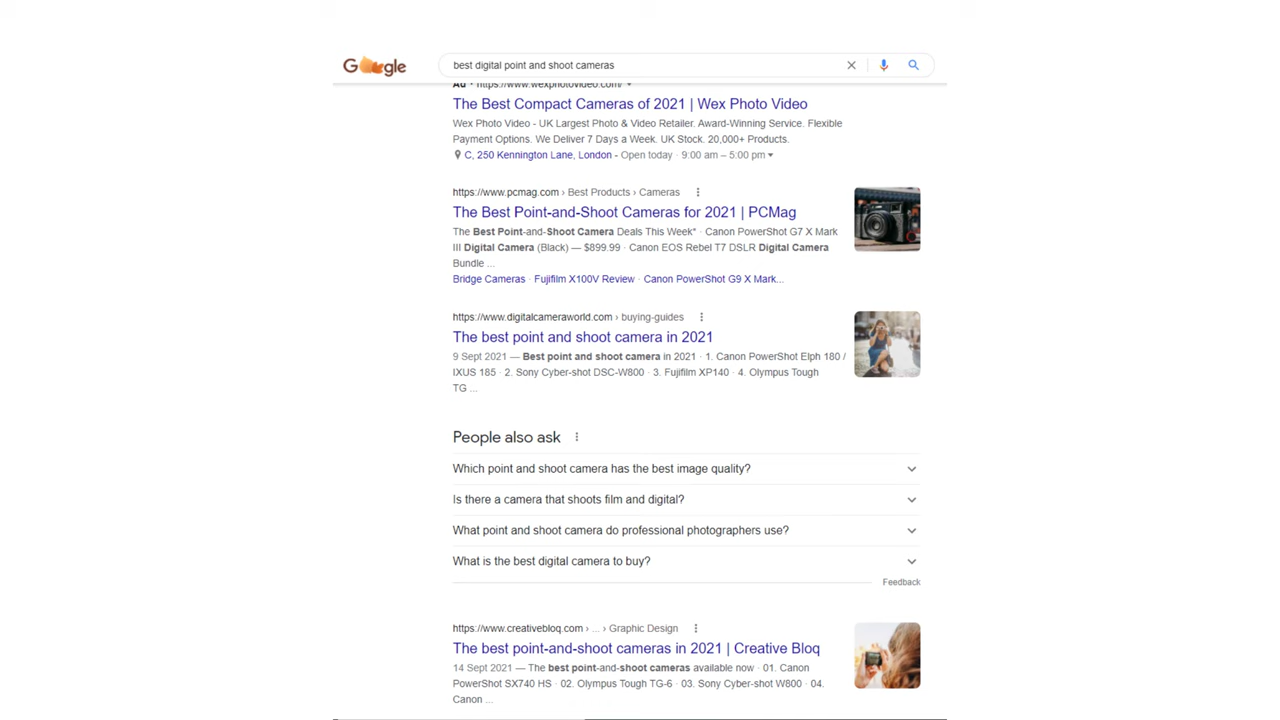 Google
best digital point and shoot cameras
Ad · https://www.wexphotovideo.com/
The Best Compact Cameras of 2021 | Wex Photo Video
Wex Photo Video - UK Largest Photo & Video Retailer. Award-Winning Service. Flexible
Payment Options. We Deliver 7 Days a Week. UK Stock. 20,000+ Products.
C, 250 Kennington Lane, London - Open today · 9:00 am – 5:00 pm
https://www.pcmag.com › Best Products › Cameras
The Best Point-and-Shoot Cameras for 2021 | PCMag
The Best Point-and-Shoot Camera Deals This Week* · Canon PowerShot G7 X Mark
III Digital Camera (Black) — $899.99 · Canon EOS Rebel T7 DSLR Digital Camera
Bundle ...
Bridge Cameras · Fujifilm X100V Review · Canon PowerShot G9 X Mark...
https://www.digitalcameraworld.com › buying-guides
The best point and shoot camera in 2021
9 Sept 2021 — Best point and shoot camera in 2021 · 1. Canon PowerShot Elph 180 /
IXUS 185 · 2. Sony Cyber-shot DSC-W800 · 3. Fujifilm XP140 · 4. Olympus Tough
TG ...
People also ask
Which point and shoot camera has the best image quality?
Is there a camera that shoots film and digital?
What point and shoot camera do professional photographers use?
What is the best digital camera to buy?
Feedback
https://www.creativebloq.com › ... › Graphic Design
The best point-and-shoot cameras in 2021 | Creative Bloq
14 Sept 2021 — The best point-and-shoot cameras available now · 01. Canon
PowerShot SX740 HS · 02. Olympus Tough TG-6 · 03. Sony Cyber-shot W800 · 04.
Canon ...